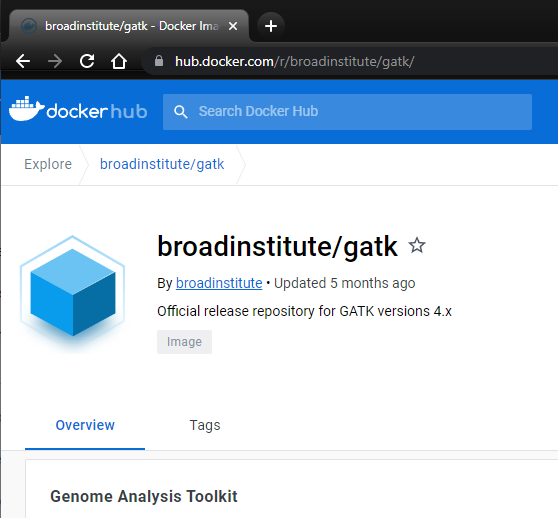 broadinstitute/gatk - Docker Ima
hub.docker.com/r/broadinstitute/gatk/
docker hub
Search Docker Hub
Explore
broadinstitute/gatk
broadinstitute/gatk
By broadinstitute • Updated 5 months ago
Official release repository for GATK versions 4.x
Image
Overview
Tags
Genome Analysis Toolkit